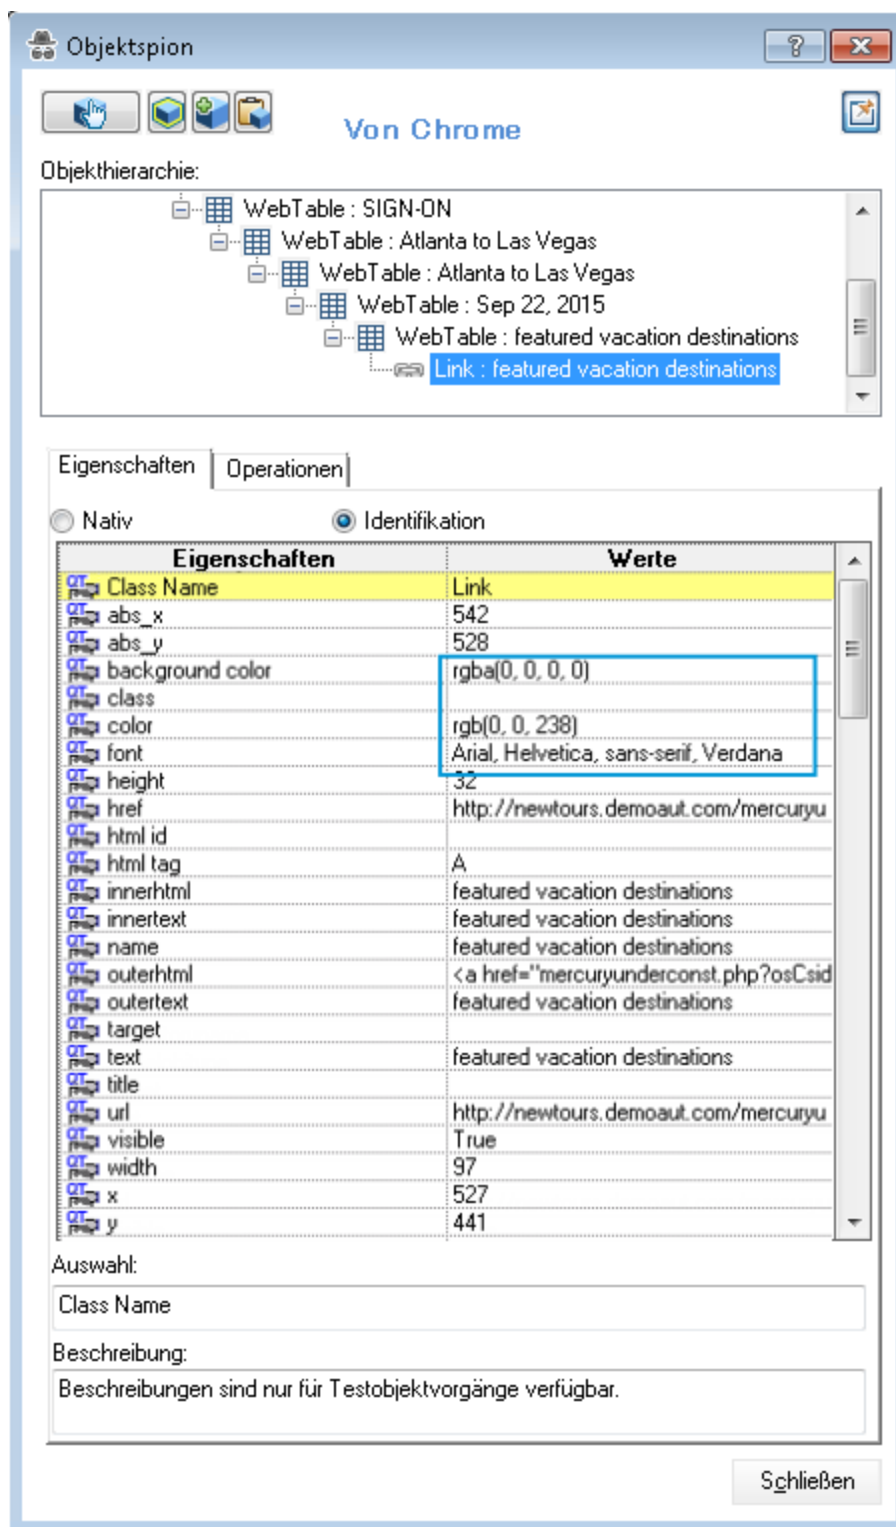 Objektspion
Von Chrome
Objekthierarchie:
WebTable : SIGN-ON
WebTable : Atlanta to Las Vegas
WebTable : Atlanta to Las Vegas
WebTable : Sep 22, 2015
WebTable : featured vacation destinations
Link : featured vacation destinations
Eigenschaften Operationen
Nativ Identifikation
Eigenschaften Werte
Class Name Link
abs_x 542
abs_y 528
background color rgba(0, 0, 0, 0)
class
color rgb(0, 0, 238)
font Arial, Helvetica, sans-serif, Verdana
height 32
href http://newtours.demoaut.com/mercuryu
html id
html tag A
innerhtml featured vacation destinations
innertext featured vacation destinations
name featured vacation destinations
outerhtml <a href="mercuryunderconst.php?osCsid
outertext featured vacation destinations
target
text featured vacation destinations
title
url http://newtours.demoaut.com/mercuryu
visible True
width 97
x 527
y 441
Auswahl:
Class Name
Beschreibung:
Beschreibungen sind nur für Testobjektvorgänge verfügbar.
Schließen